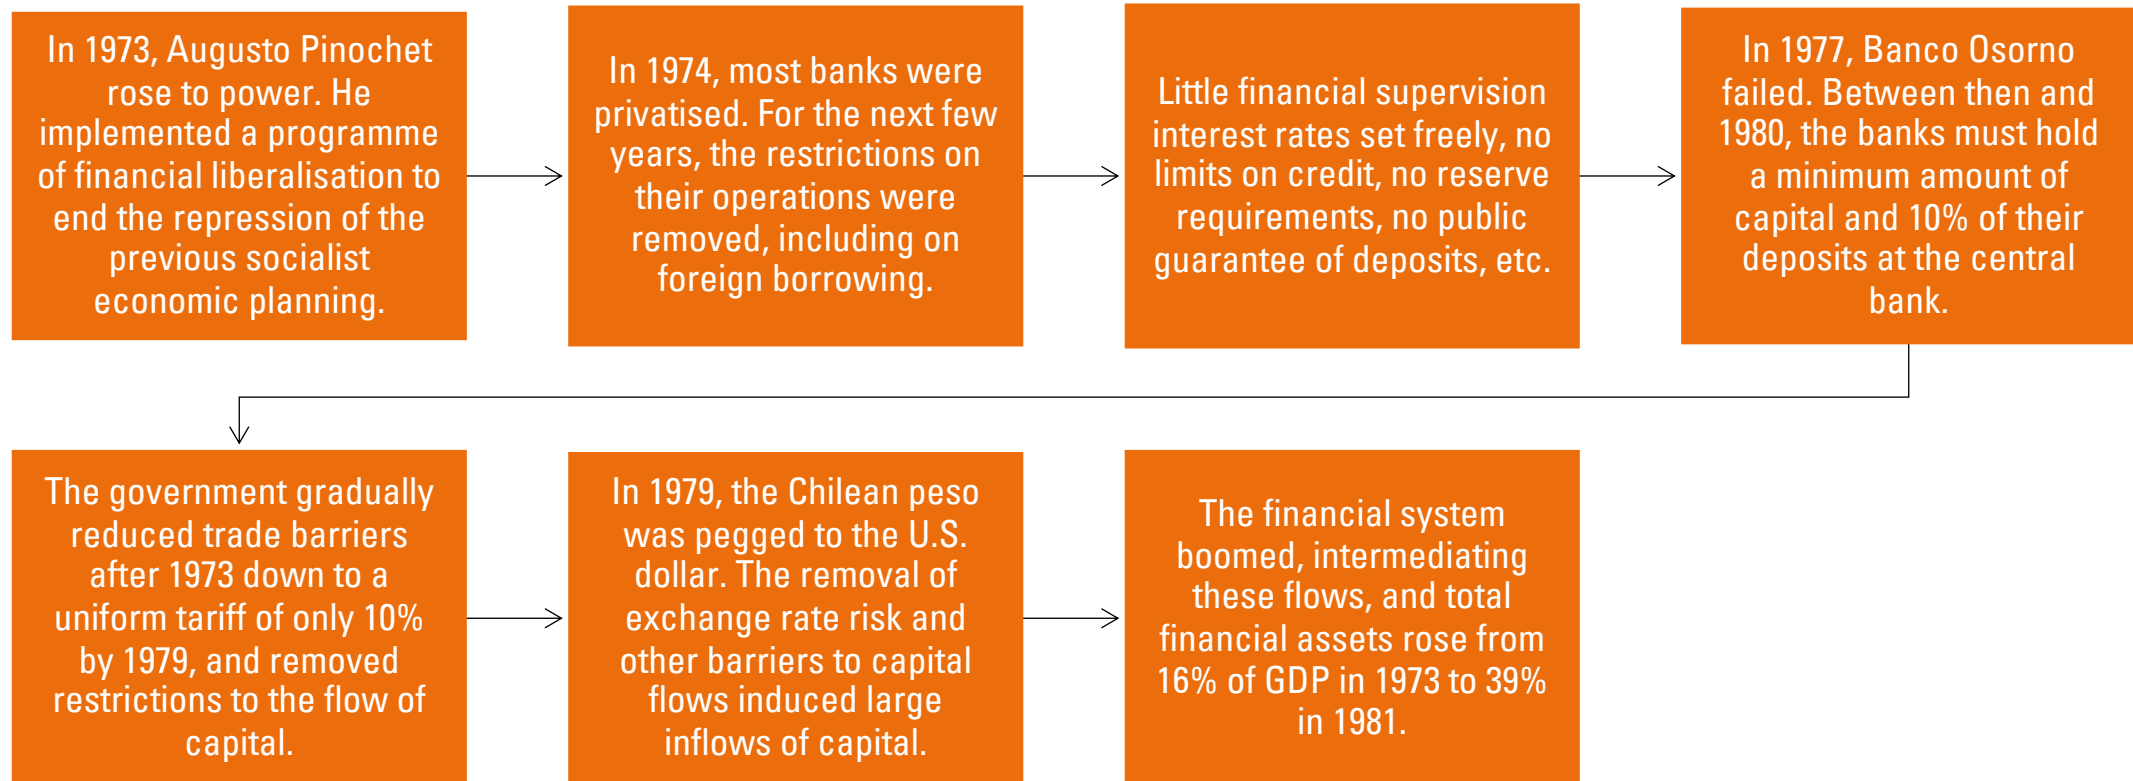 In 1973, Augusto Pinochet
rose to power. He
implemented a programme
of financial liberalisation to
end the repression of the
previous socialist
economic planning.
In 1974, most banks were
privatised. For the next few
years, the restrictions on
their operations were
removed, including on
foreign borrowing.
Little financial supervision
interest rates set freely, no
limits on credit, no reserve
requirements, no public
guarantee of deposits, etc.
In 1977, Banco Osorno
failed. Between then and
1980, the banks must hold
a minimum amount of
capital and 10% of their
deposits at the central
bank.
The government gradually
reduced trade barriers
after 1973 down to a
uniform tariff of only 10%
by 1979, and removed
restrictions to the flow of
capital.
In 1979, the Chilean peso
was pegged to the U.S.
dollar. The removal of
exchange rate risk and
other barriers to capital
flows induced large
inflows of capital.
The financial system
boomed, intermediating
these flows, and total
financial assets rose from
16% of GDP in 1973 to 39%
in 1981.